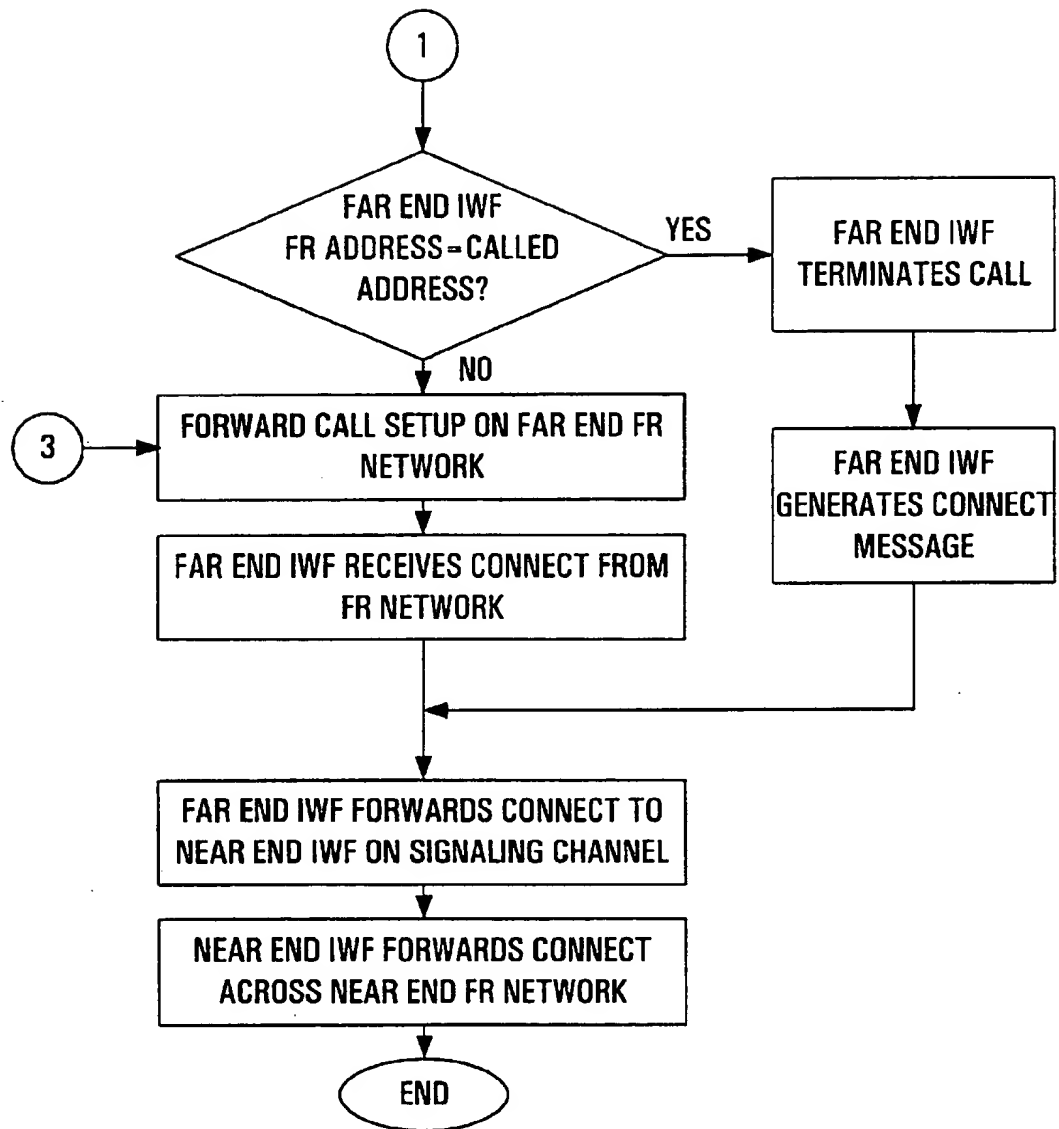 1
FAR END IWF
FR ADDRESS = CALLED
ADDRESS?
YES
FAR END IWF
TERMINATES CALL
NO
3
FORWARD CALL SETUP ON FAR END FR
NETWORK
FAR END IWF
GENERATES CONNECT
MESSAGE
FAR END IWF RECEIVES CONNECT FROM
FR NETWORK
FAR END IWF FORWARDS CONNECT TO
NEAR END IWF ON SIGNALING CHANNEL
NEAR END IWF FORWARDS CONNECT
ACROSS NEAR END FR NETWORK
END